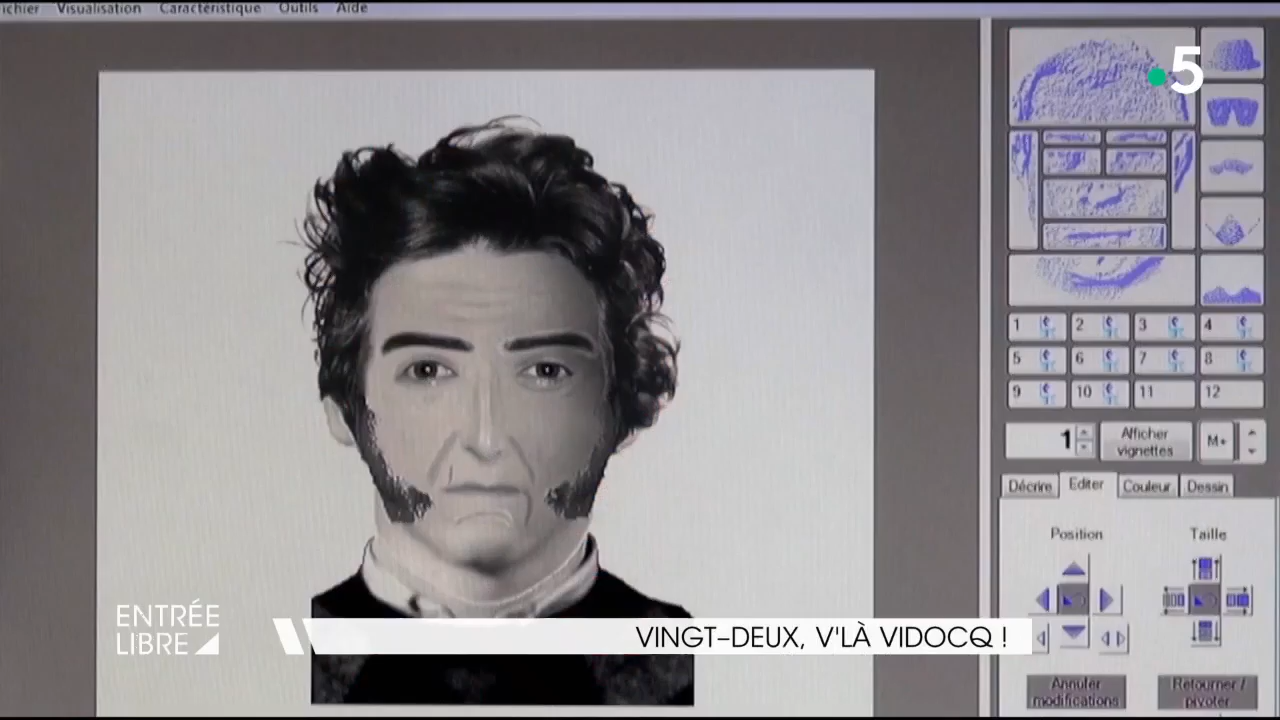 ichier Visualisation Caractéristique Outils Aide
5
1 2 3 4
5 6 7 8
9 10 11 12
1 Afficher vignettes M+
Décrire Editer Couleur Dessin
Position Taille
ENTRÉE
LIBRE
VINGT-DEUX, V'LÀ VIDOCQ !
Annuler modifications
Retourner / pivoter